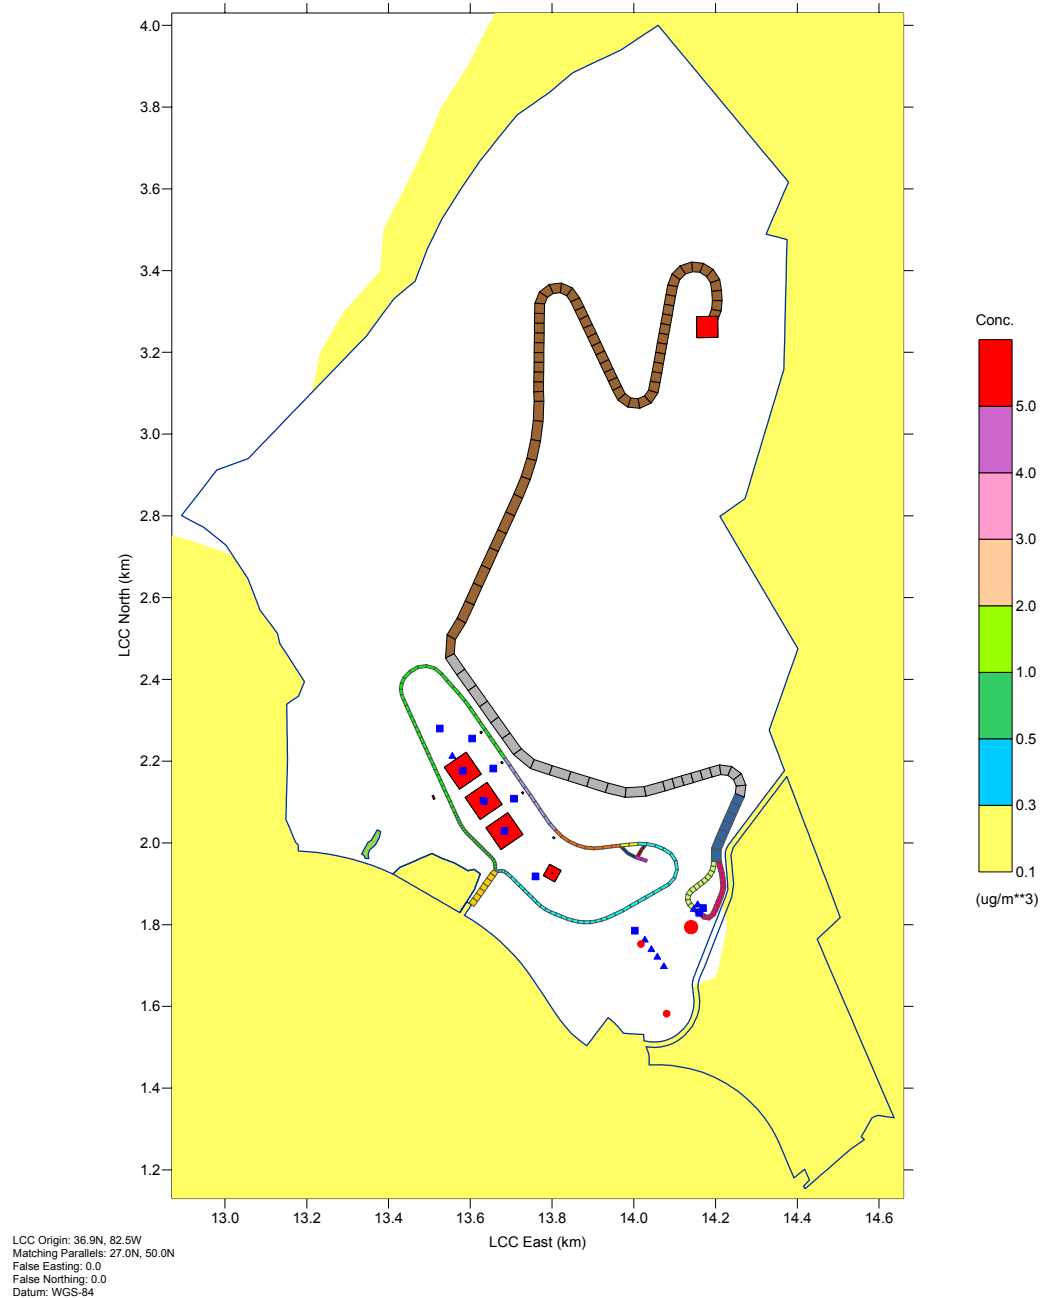 4.0
3.8
3.6
3.4
3.2
3.0
2.8
2.6
2.4
2.2
2.0
1.8
1.6
1.4
1.2
LCC North (km)
13.0 13.2 13.4 13.6 13.8 14.0 14.2 14.4 14.6
LCC East (km)
Conc.
5.0
4.0
3.0
2.0
1.0
0.5
0.3
0.1
(ug/m**3)
LCC Origin: 36.9N, 82.5W
Matching Parallels: 27.0N, 50.0N
False Easting: 0.0
False Northing: 0.0
Datum: WGS-84